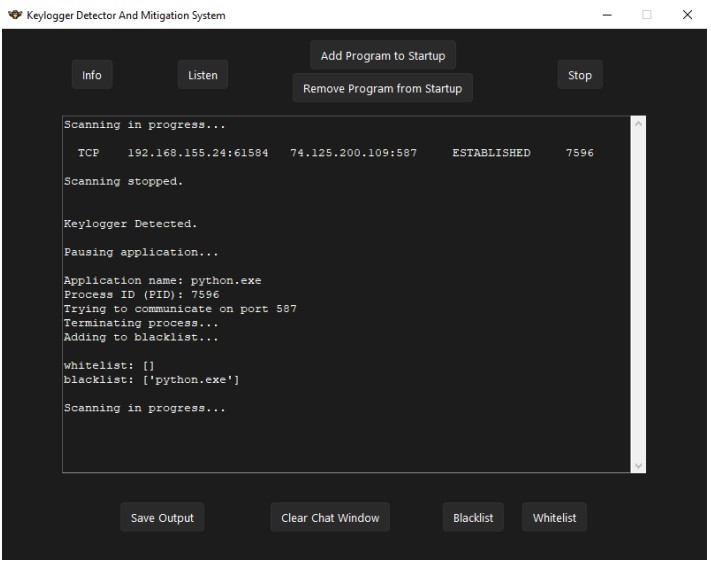 Keylogger Detector And Mitigation System
Add Program to Startup
Info
Listen
Remove Program from Startup
Stop
Scanning in progress...
TCP 192.168.155.24:61584 74.125.200.109:587 ESTABLISHED 7596
Scanning stopped.
Keylogger Detected.
Pausing application...
Application name: python.exe
Process ID (PID): 7596
Trying to communicate on port 587
Terminating process...
Adding to blacklist...
whitelist: []
blacklist: ['python.exe']
Scanning in progress...
Save Output
Clear Chat Window
Blacklist
Whitelist